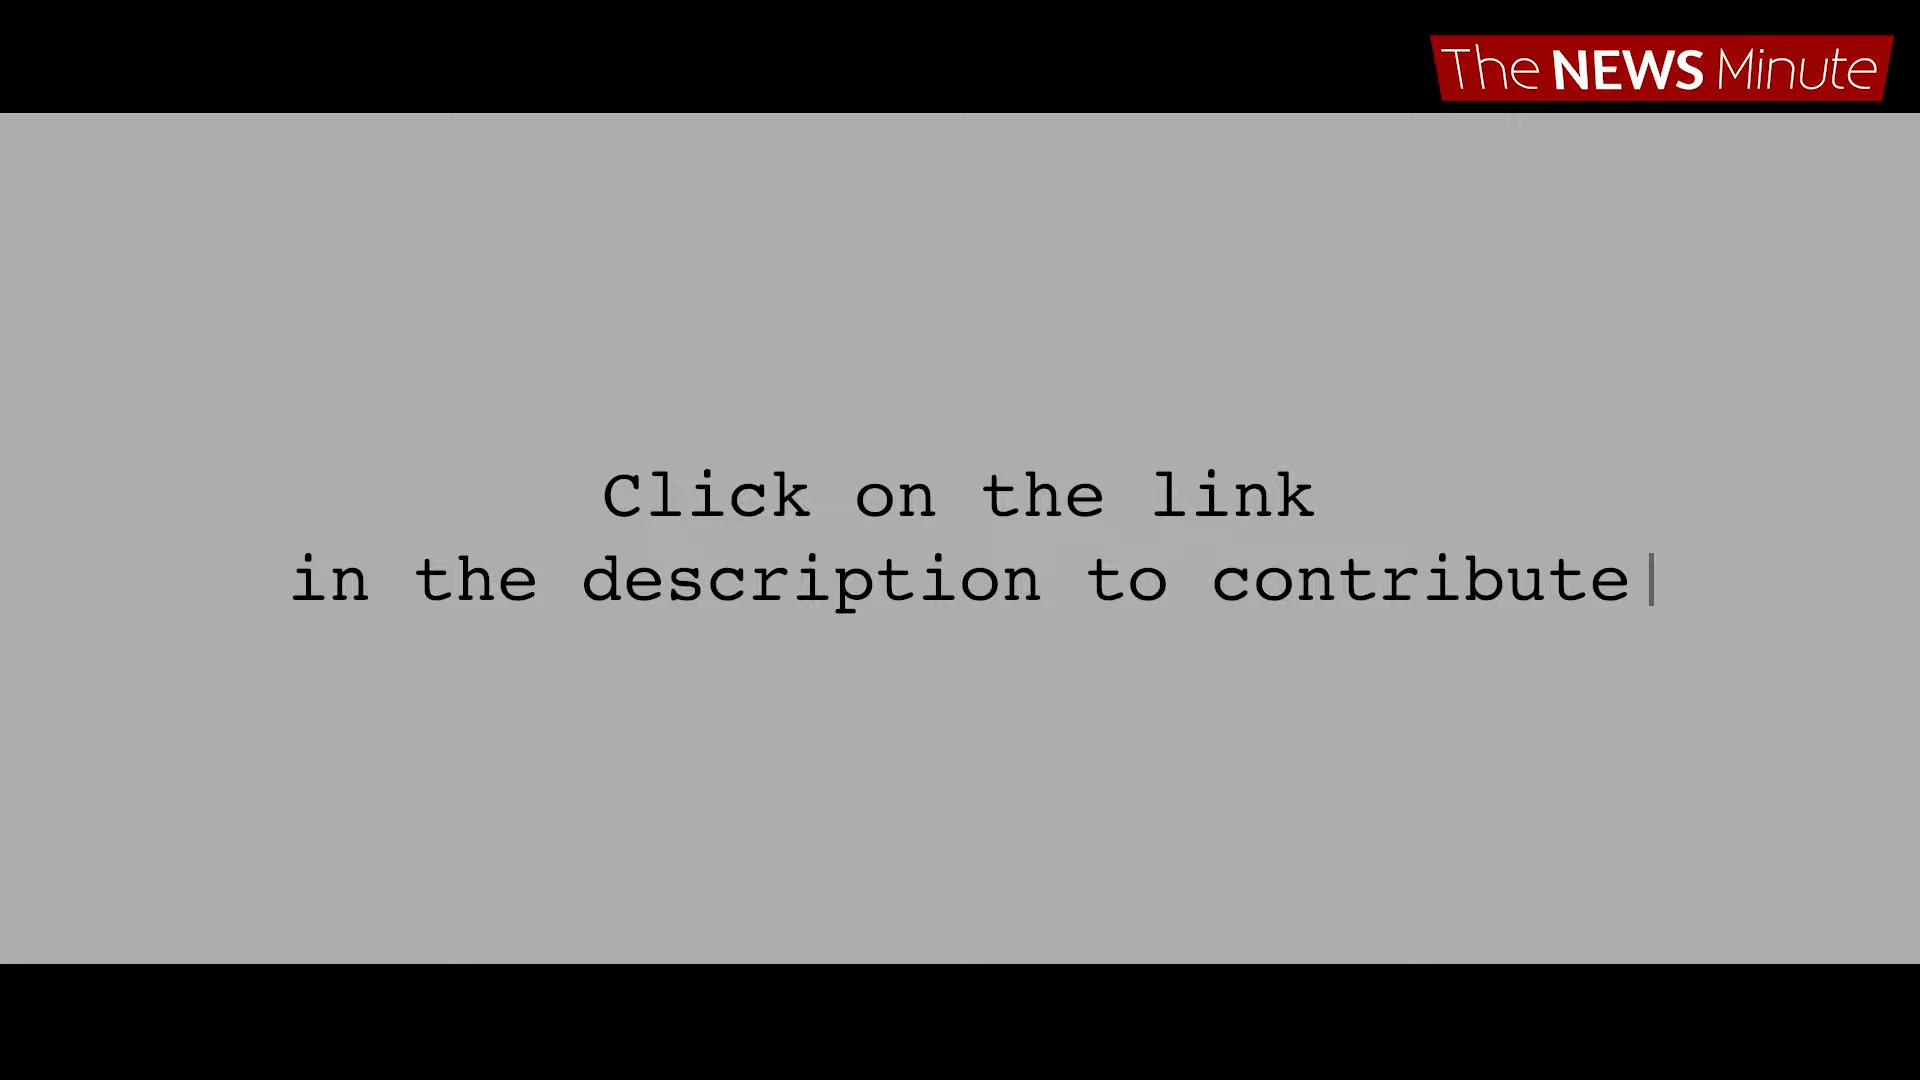 The NEWS Minute
Click on the link
in the description to contribute